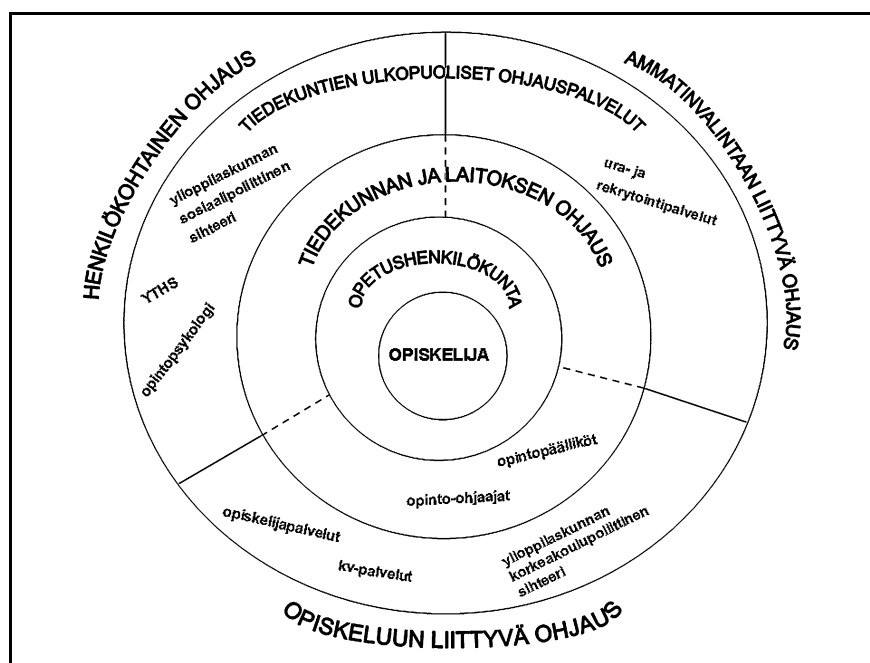 HENKILÖKOHTAINEN OHJAUS
AMMATINVALINTAAN LIITTYVÄ OHJAUS
TIEDEKUNTIEN ULKOPUOLISET OHJAUSPALVELUT
ylioppilaskunnan
sosiaalipoliittinen
sihteeri
ura- ja
rekrytointipalvelut
TIEDEKUNNAN JA LAITOKSEN OHJAUS
YTHS
opintopsykologi
OPETUSHENKILÖKUNTA
OPISKELIJA
opintopäälliköt
opinto-ohjaajat
opiskelijapalvelut
kv-palvelut
ylioppilaskunnan
korkeakoulupoliittinen
sihteeri
OPISKELUUN LIITTYVÄ OHJAUS